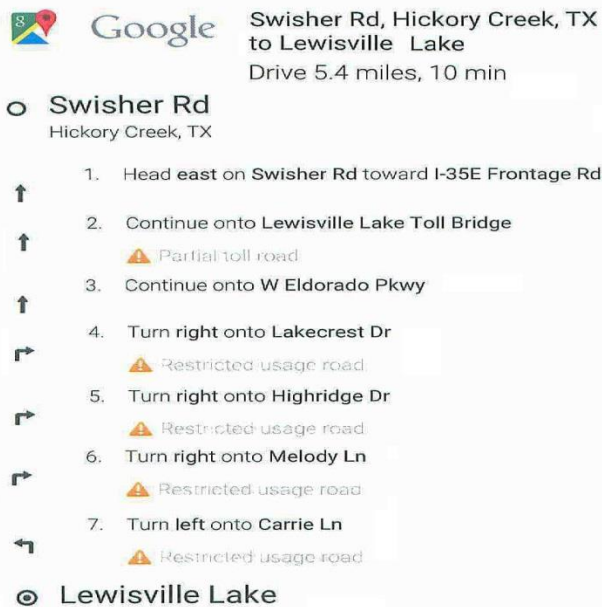 8
Google
Swisher Rd, Hickory Creek, TX
to Lewisville Lake
Drive 5.4 miles, 10 min
Swisher Rd
Hickory Creek, TX
1. Head east on Swisher Rd toward I-35E Frontage Rd
2. Continue onto Lewisville Lake Toll Bridge
Partial toll road
3. Continue onto W Eldorado Pkwy
4. Turn right onto Lakecrest Dr
Restricted usage road
5. Turn right onto Highridge Dr
Restricted usage road
6. Turn right onto Melody Ln
Restricted usage road
7. Turn left onto Carrie Ln
Restricted usage road
Lewisville Lake